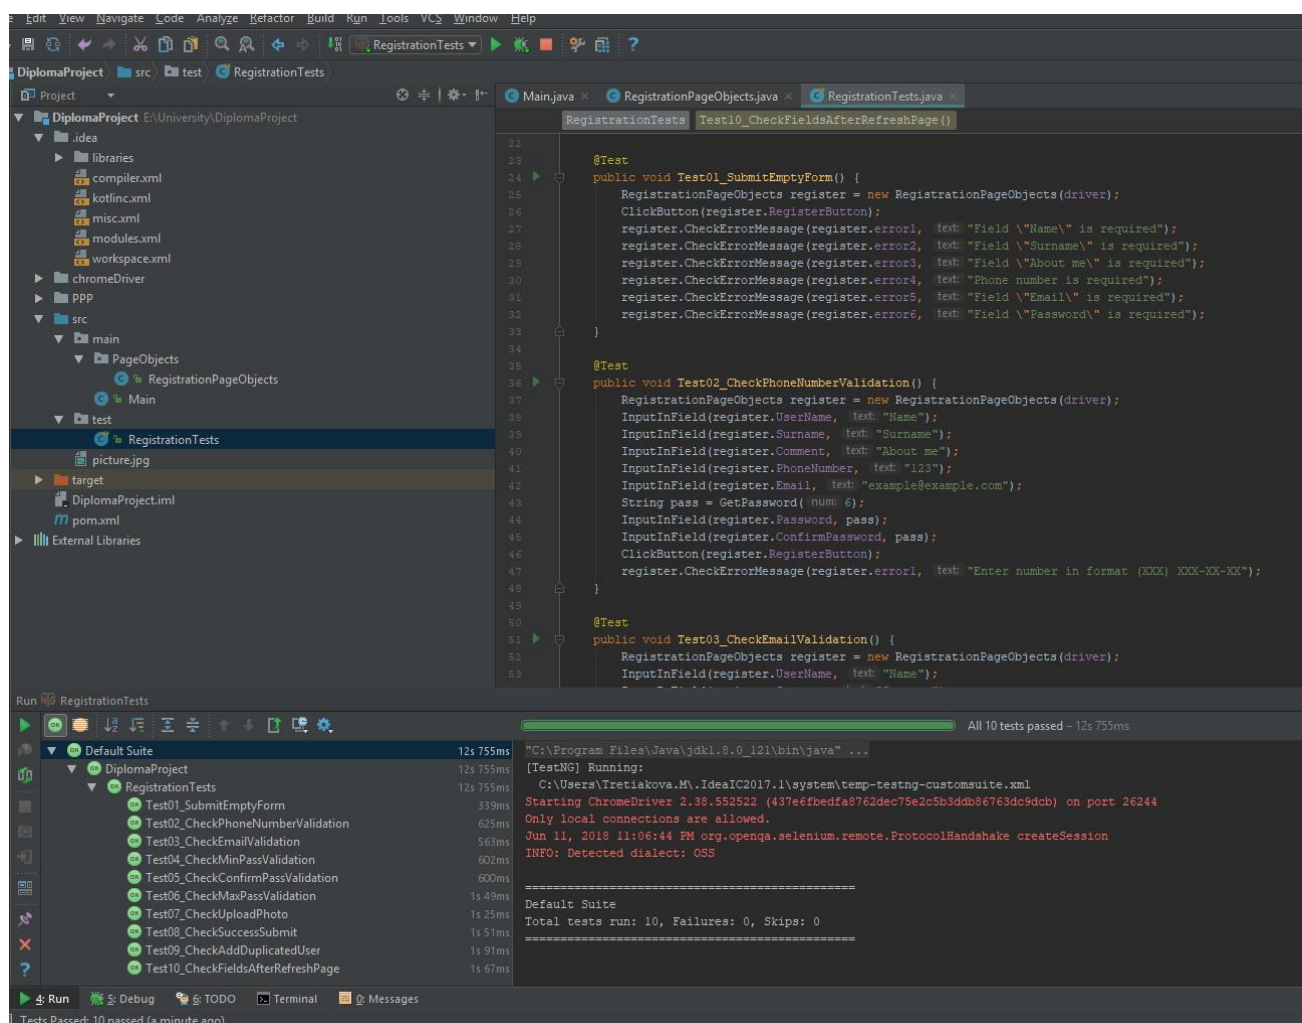 Edit View Navigate Code Analyze Refactor Build Run Tools VCS Window Help
RegistrationTests
DiplomaProject src test RegistrationTests
Project
Main.java RegistrationPageObjects.java RegistrationTests.java
DiplomaProject E:\University\DiplomaProject
.idea
libraries
compiler.xml
kotlinc.xml
misc.xml
modules.xml
workspace.xml
chromeDriver
PPP
src
main
PageObjects
RegistrationPageObjects
Main
test
RegistrationTests
picture.jpg
target
DiplomaProject.iml
pom.xml
External Libraries
RegistrationTests Test10_CheckFieldsAfterRefreshPage()
22
23 @Test
24 public void Test01_SubmitEmptyForm() {
25 RegistrationPageObjects register = new RegistrationPageObjects(driver);
26 ClickButton(register.RegisterButton);
27 register.CheckErrorMessage(register.error1, text: "Field \"Name\" is required");
28 register.CheckErrorMessage(register.error2, text: "Field \"Surname\" is required");
29 register.CheckErrorMessage(register.error3, text: "Field \"About me\" is required");
30 register.CheckErrorMessage(register.error4, text: "Phone number is required");
31 register.CheckErrorMessage(register.error5, text: "Field \"Email\" is required");
32 register.CheckErrorMessage(register.error6, text: "Field \"Password\" is required");
33 }
34
35 @Test
36 public void Test02_CheckPhoneNumberValidation() {
37 RegistrationPageObjects register = new RegistrationPageObjects(driver);
38 InputInField(register.UserName, text: "Name");
39 InputInField(register.Surname, text: "Surname");
40 InputInField(register.Comment, text: "About me");
41 InputInField(register.PhoneNumber, text: "123");
42 InputInField(register.Email, text: "example@example.com");
43 String pass = GetPassword( num: 6);
44 InputInField(register.Password, pass);
45 InputInField(register.ConfirmPassword, pass);
46 ClickButton(register.RegisterButton);
47 register.CheckErrorMessage(register.error1, text: "Enter number in format (XXX) XXX-XX-XX");
48 }
49
50 @Test
51 public void Test03_CheckEmailValidation() {
52 RegistrationPageObjects register = new RegistrationPageObjects(driver);
53 InputInField(register.UserName, text: "Name");
Run RegistrationTests
All 10 tests passed – 12s 755ms
Default Suite 12s 755ms
DiplomaProject 12s 755ms
RegistrationTests 12s 755ms
Test01_SubmitEmptyForm 339ms
Test02_CheckPhoneNumberValidation 625ms
Test03_CheckEmailValidation 563ms
Test04_CheckMinPassValidation 602ms
Test05_CheckConfirmPassValidation 600ms
Test06_CheckMaxPassValidation 1s 49ms
Test07_CheckUploadPhoto 1s 25ms
Test08_CheckSuccessSubmit 1s 51ms
Test09_CheckAddDuplicatedUser 1s 91ms
Test10_CheckFieldsAfterRefreshPage 1s 67ms
"C:\Program Files\Java\jdk1.8.0_121\bin\java" ...
[TestNG] Running:
C:\Users\Tretiakova.M\.IdeaIC2017.1\system\temp-testng-customsuite.xml
Starting ChromeDriver 2.38.552522 (437e6fbedfa8762dec75e2c5b3ddb86763dc9dcb) on port 26244
Only local connections are allowed.
Jun 11, 2018 11:06:44 PM org.openqa.selenium.remote.ProtocolHandshake createSession
INFO: Detected dialect: OSS
===============================================
Default Suite
Total tests run: 10, Failures: 0, Skips: 0
===============================================
4: Run 5: Debug 6: TODO Terminal 0: Messages
Tests Passed: 10 passed (a minute ago)